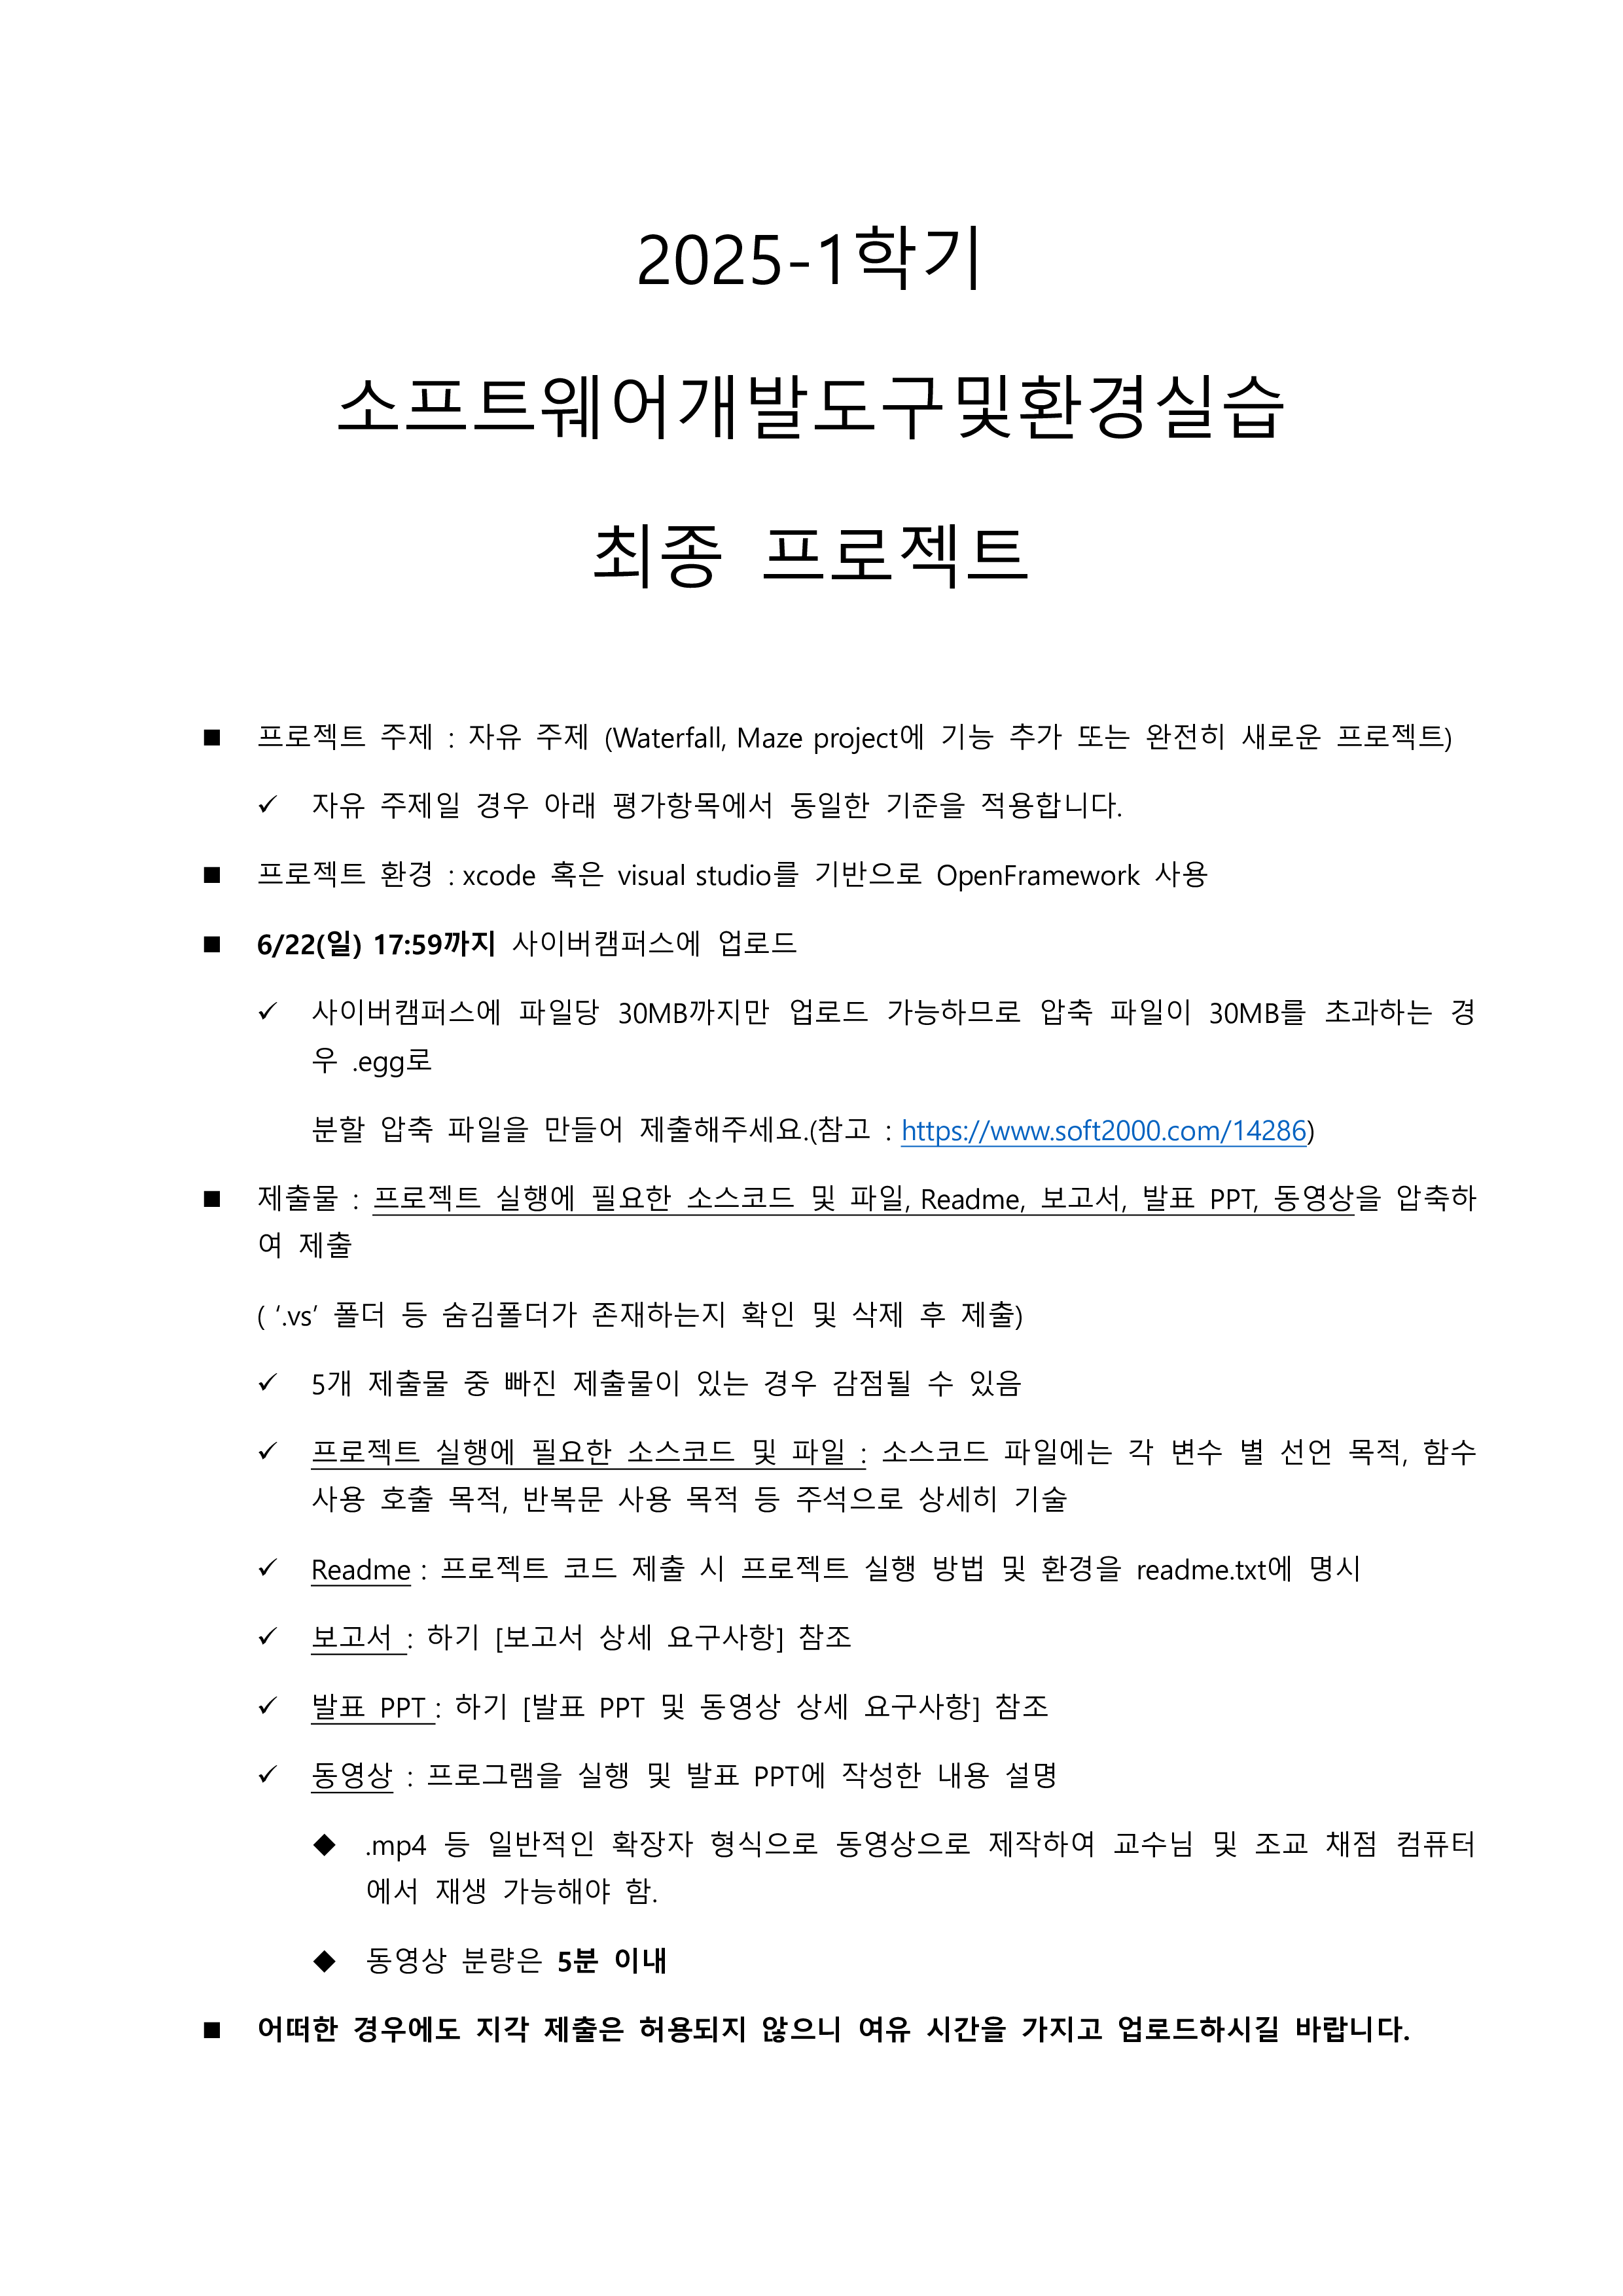 2025-1학기
소프트웨어개발도구및환경실습
최종 프로젝트
■ 프로젝트 주제 : 자유 주제 (Waterfall, Maze project에 기능 추가 또는 완전히 새로운 프로젝트)
✓ 자유 주제일 경우 아래 평가항목에서 동일한 기준을 적용합니다.
■ 프로젝트 환경 : xcode 혹은 visual studio를 기반으로 OpenFramework 사용
■ 6/22(일) 17:59까지 사이버캠퍼스에 업로드
✓ 사이버캠퍼스에 파일당 30MB까지만 업로드 가능하므로 압축 파일이 30MB를 초과하는 경
우 .egg로
분할 압축 파일을 만들어 제출해주세요.(참고 : https://www.soft2000.com/14286)
■ 제출물 : 프로젝트 실행에 필요한 소스코드 및 파일, Readme, 보고서, 발표 PPT, 동영상을 압축하
여 제출
( ‘.vs‘ 폴더 등 숨김폴더가 존재하는지 확인 및 삭제 후 제출)
✓ 5개 제출물 중 빠진 제출물이 있는 경우 감점될 수 있음
✓ 프로젝트 실행에 필요한 소스코드 및 파일 : 소스코드 파일에는 각 변수 별 선언 목적, 함수
사용 호출 목적, 반복문 사용 목적 등 주석으로 상세히 기술
✓ Readme : 프로젝트 코드 제출 시 프로젝트 실행 방법 및 환경을 readme.txt에 명시
✓ 보고서 : 하기 [보고서 상세 요구사항] 참조
✓ 발표 PPT : 하기 [발표 PPT 및 동영상 상세 요구사항] 참조
✓ 동영상 : 프로그램을 실행 및 발표 PPT에 작성한 내용 설명
◆ .mp4 등 일반적인 확장자 형식으로 동영상으로 제작하여 교수님 및 조교 채점 컴퓨터
에서 재생 가능해야 함.
◆ 동영상 분량은 5분 이내
■ 어떠한 경우에도 지각 제출은 허용되지 않으니 여유 시간을 가지고 업로드하시길 바랍니다.